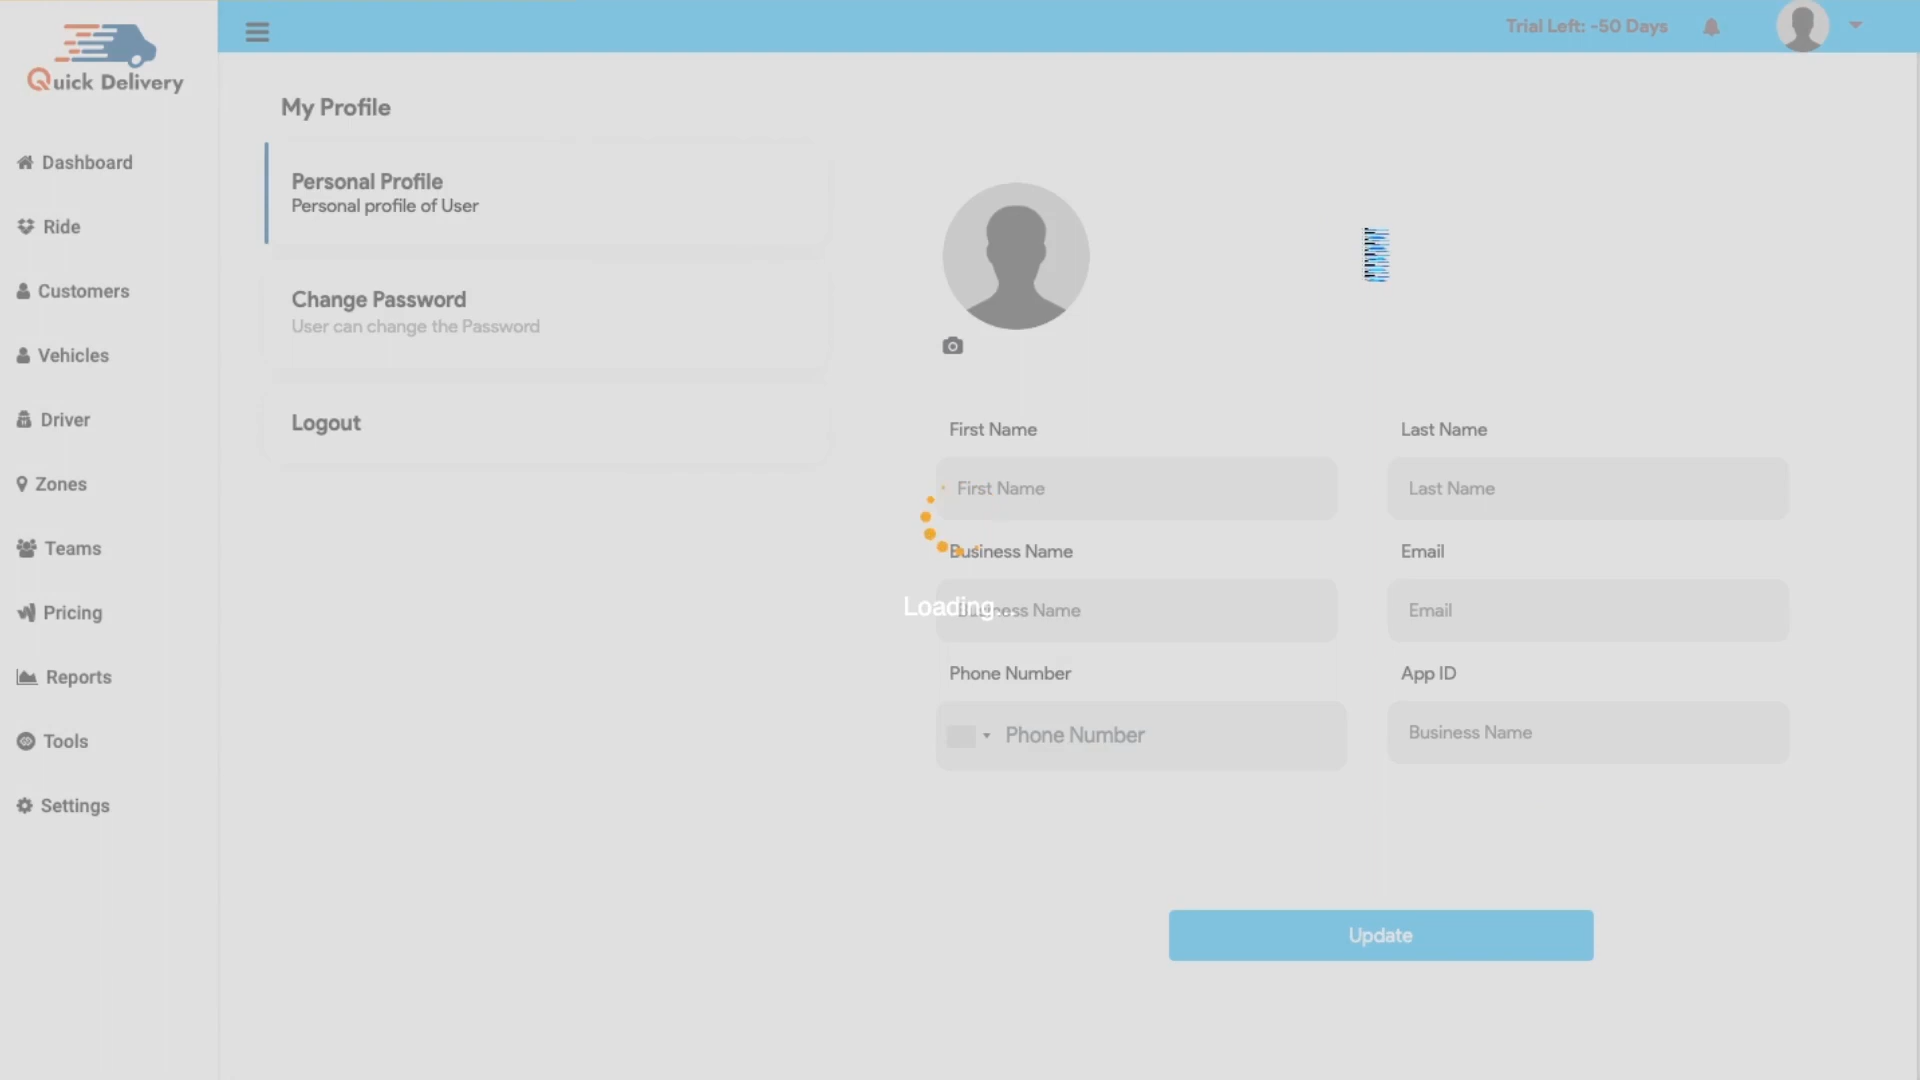 Quick Delivery
Trial Left: -50 Days
Dashboard
Ride
Customers
Vehicles
Driver
Zones
Teams
Pricing
Reports
Tools
Settings
My Profile
Personal Profile
Personal profile of User
Change Password
User can change the Password
Logout
First Name
Last Name
First Name
Last Name
Business Name
Email
Loading...
Business Name
Email
Phone Number
App ID
Phone Number
Business Name
Update